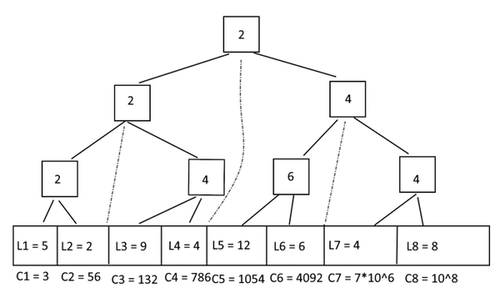 2
2 4
2 4 6 4
L1 = 5 L2 = 2 L3 = 9 L4 = 4 L5 = 12 L6 = 6 L7 = 4 L8 = 8
C1 = 3 C2 = 56 C3 = 132 C4 = 786 C5 = 1054 C6 = 4092 C7 = 7*10^6 C8 = 10^8